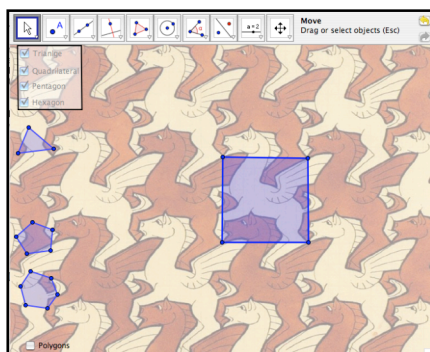 a=2
Move
Drag or select objects (Esc)
A
Triangle
Quadrilateral
Pentagon
Hexagon
Polygons